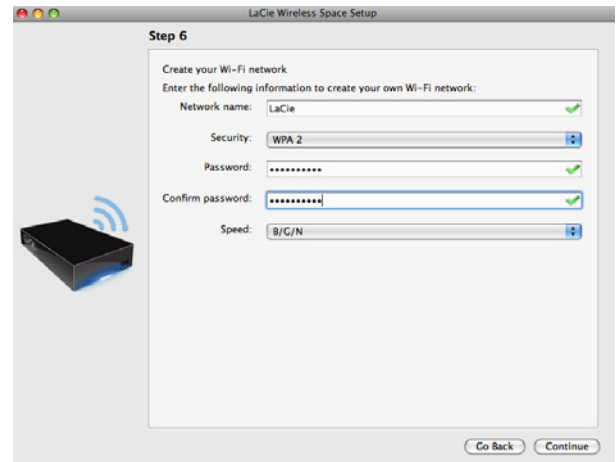 LaCie Wireless Space Setup
Step 6
Create your Wi-Fi network
Enter the following information to create your own Wi-Fi network:
Network name: LaCie
Security: WPA 2
Password: ••••••••••
Confirm password: ••••••••••
Speed: B/G/N
Go Back Continue